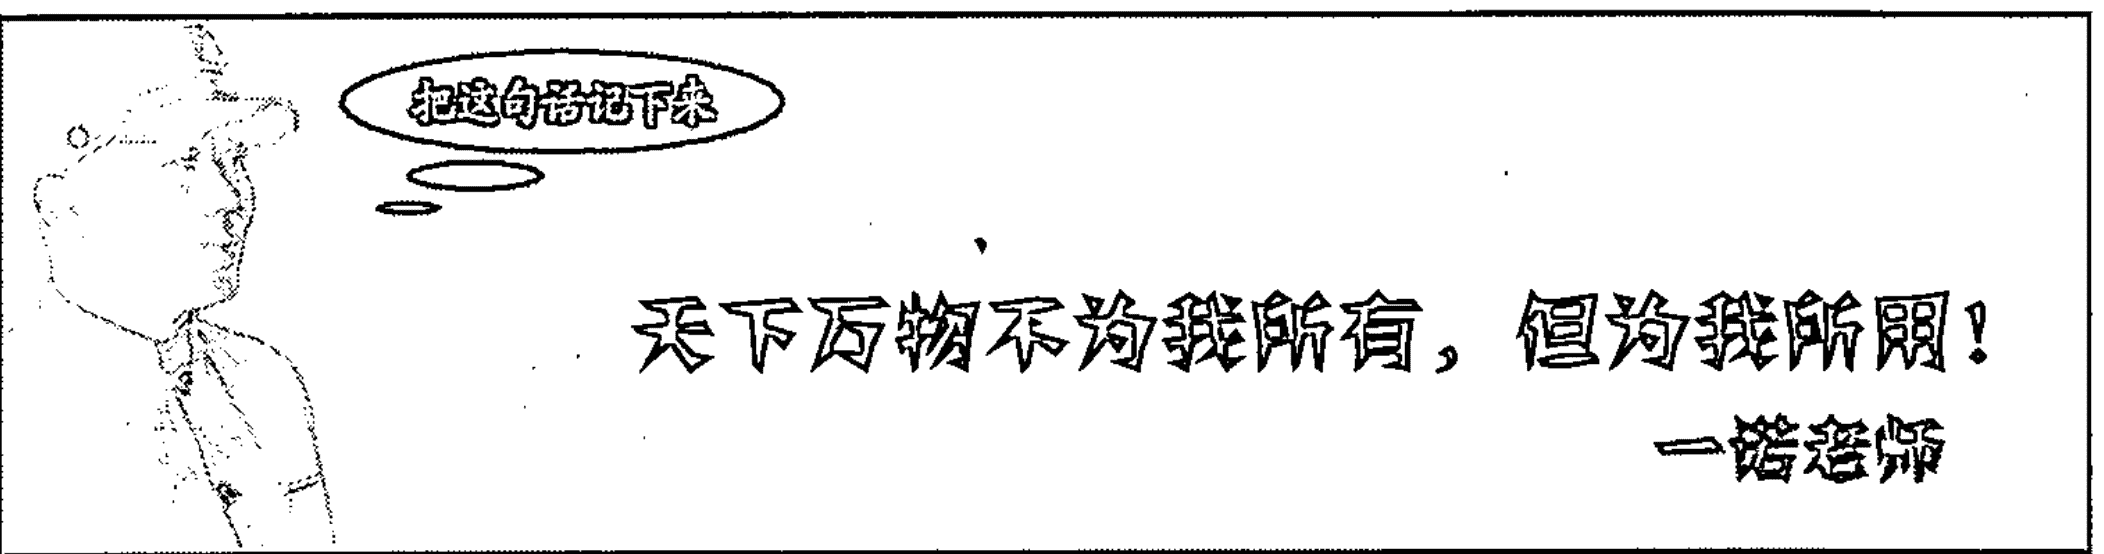 把这句话记下来
天下万物不为我所有，但为我所用！
一诺老师